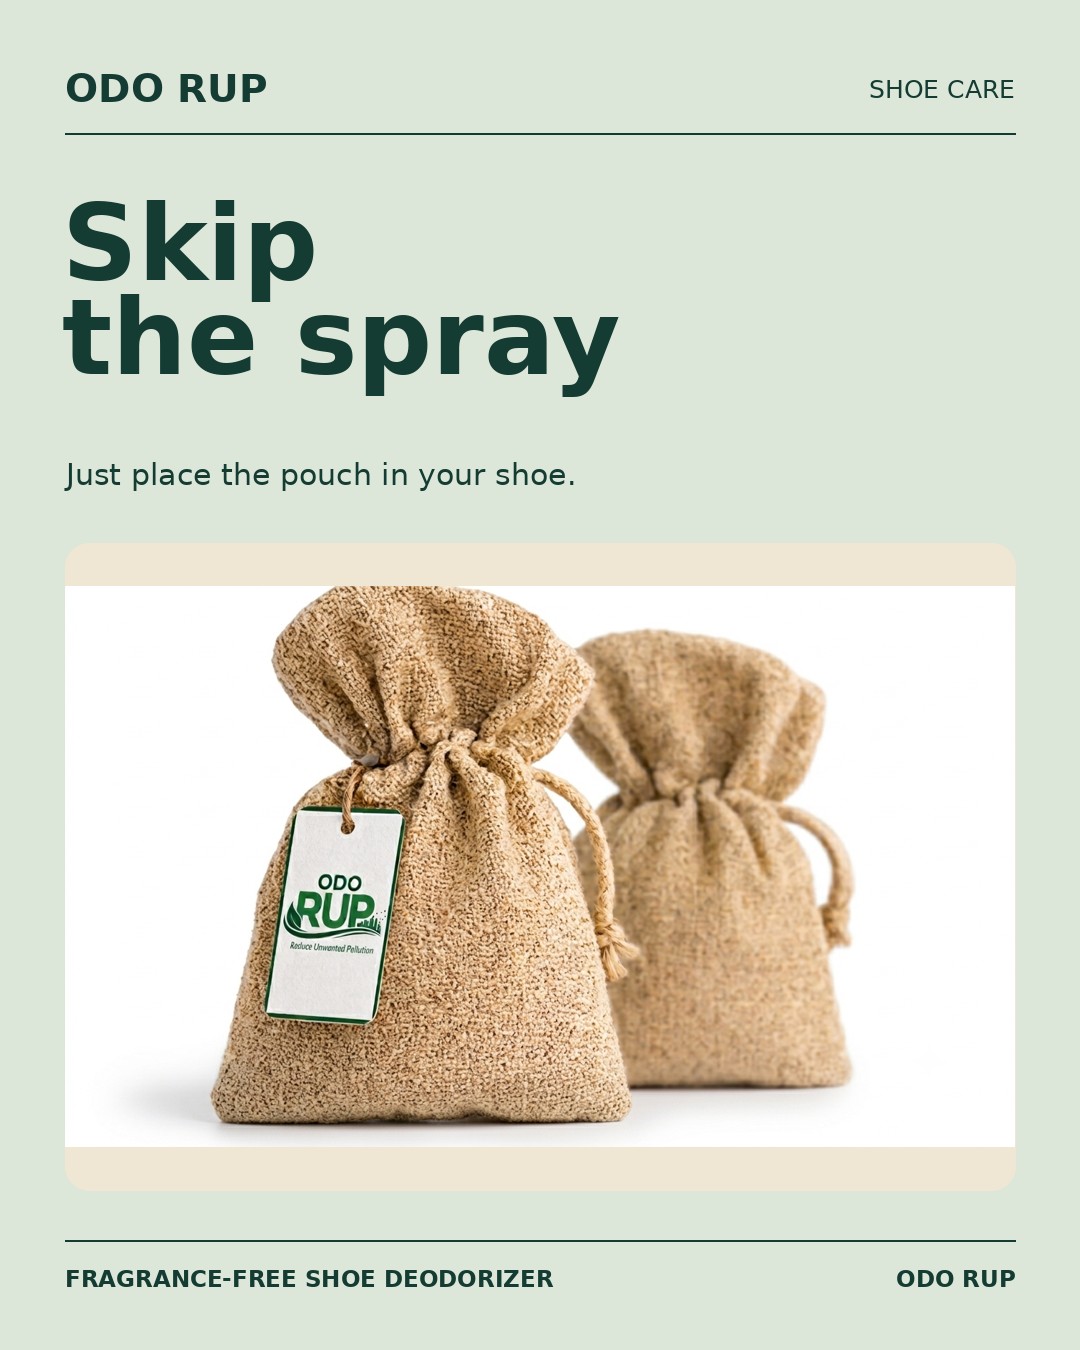 ODO RUP
SHOE CARE
Skip
the spray
Just place the pouch in your shoe.
ODO
RUP
Reduce Unwanted Pellution
FRAGRANCE-FREE SHOE DEODORIZER
ODO RUP